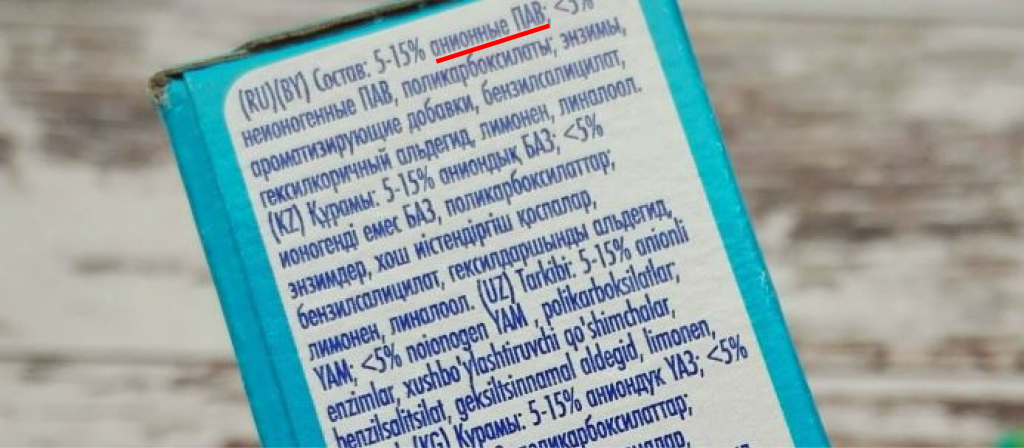 (RU)(BY) Состав: 5-15% анионные ПАВ; <5%
неионогенные ПАВ, поликарбоксилаты, энзимы,
ароматизирующие добавки, бензилсалицилат,
гексилкоричный альдегид, лимонен, линалоол.
(KZ) Құрамы: 5-15% аниондық БАЗ; <5%
ионогенді емес БАЗ, поликарбоксилаттар;
энзимдер, хош иістендіргіш қоспалар,
бензилсалицилат, гексилдаршынды альдегид,
лимонен, линалоол. (UZ) Tarkibi: 5-15% anionli
YAM; <5% noionogen YAM , polikarboksilatlar;
enzimlar, xushbo'ylashtiruvchi qo'shimchalar,
benzilsalitsilat, geksiltsinnamal aldegid, limonen,
(KG) Курамы: 5-15% аниондук ҮАЗ; <5%
поликарбоксилаттар;